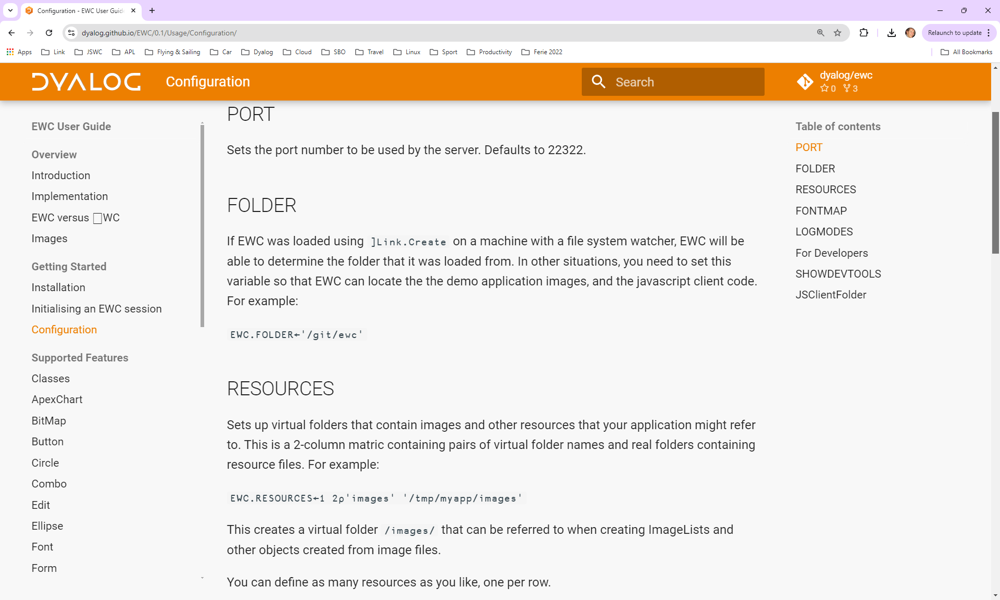 Configuration - EWC User Guide
dyalog.github.io/EWC/0.1/Usage/Configuration/
Relaunch to update
Apps Link JSWC APL Flying & Sailing Car Dyalog Cloud SBO Travel Linux Sport Productivity Ferie 2022 All Bookmarks
DYALOG
Configuration
Search
dyalog/ewc
0 3
EWC User Guide
Overview
Introduction
Implementation
EWC versus ⎕WC
Images
Getting Started
Installation
Initialising an EWC session
Configuration
Supported Features
Classes
ApexChart
BitMap
Button
Circle
Combo
Edit
Ellipse
Font
Form
PORT
Sets the port number to be used by the server. Defaults to 22322.
FOLDER
If EWC was loaded using ]Link.Create on a machine with a file system watcher, EWC will be
able to determine the folder that it was loaded from. In other situations, you need to set this
variable so that EWC can locate the the demo application images, and the javascript client code.
For example:
EWC.FOLDER←'/git/ewc'
RESOURCES
Sets up virtual folders that contain images and other resources that your application might refer
to. This is a 2-column matric containing pairs of virtual folder names and real folders containing
resource files. For example:
EWC.RESOURCES←1 2⍴'images' '/tmp/myapp/images'
This creates a virtual folder /images/ that can be referred to when creating ImageLists and
other objects created from image files.
You can define as many resources as you like, one per row.
Table of contents
PORT
FOLDER
RESOURCES
FONTMAP
LOGMODES
For Developers
SHOWDEVTOOLS
JSClientFolder